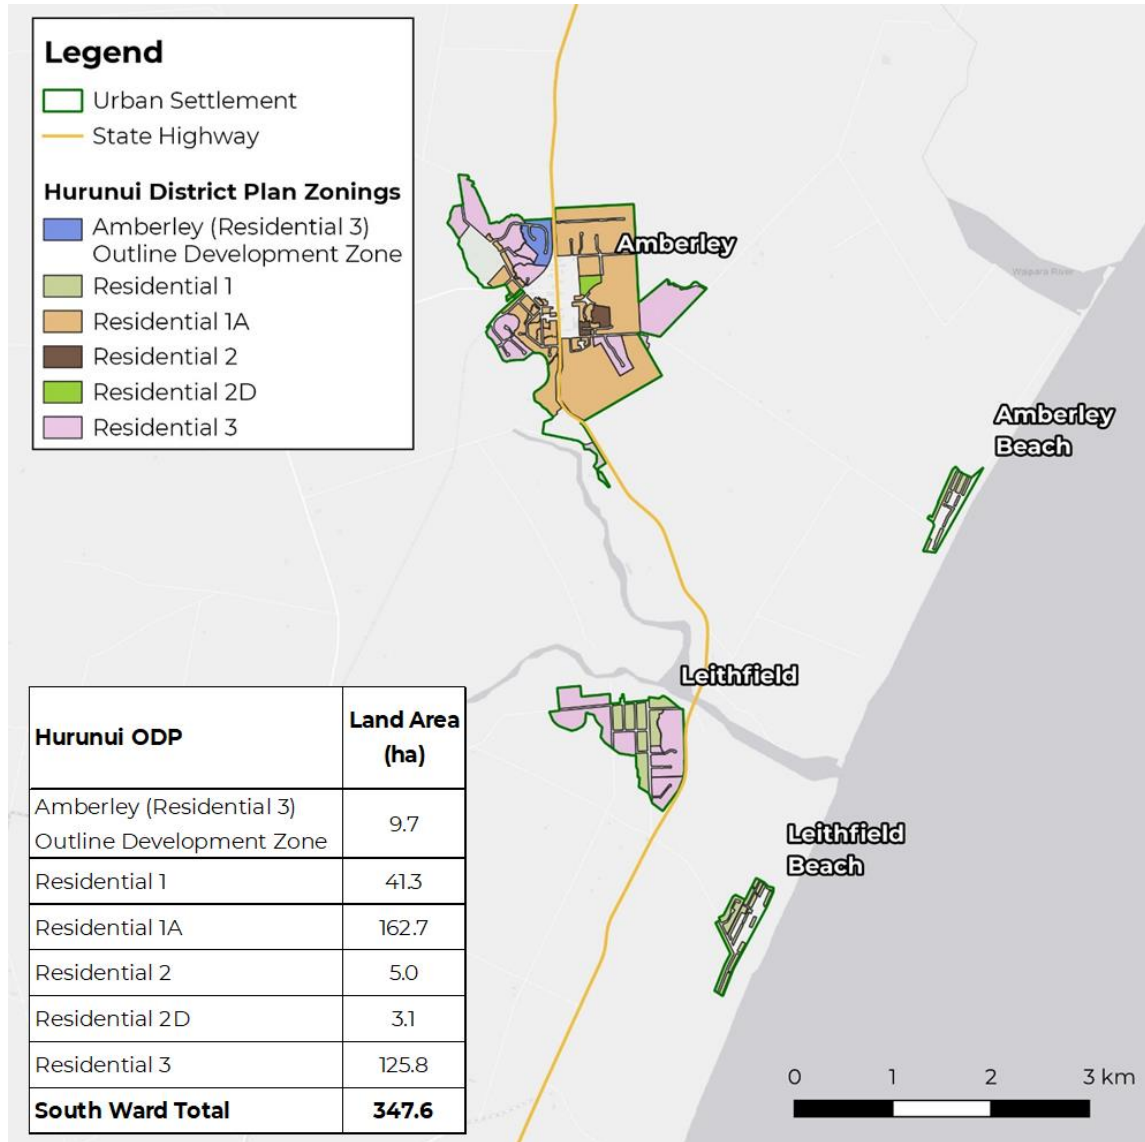 Legend
Urban Settlement
State Highway
Hurunui District Plan Zonings
Amberley (Residential 3)
Outline Development Zone
Residential 1
Residential 1A
Residential 2
Residential 2D
Residential 3
Amberley
Waipara River
Amberley
Beach
Leithfield
Leithfield
Beach
Hurunui ODP Land Area
(ha)
Amberley (Residential 3)
Outline Development Zone 9.7
Residential 1 41.3
Residential 1A 162.7
Residential 2 5.0
Residential 2D 3.1
Residential 3 125.8
South Ward Total 347.6
0 1 2 3 km